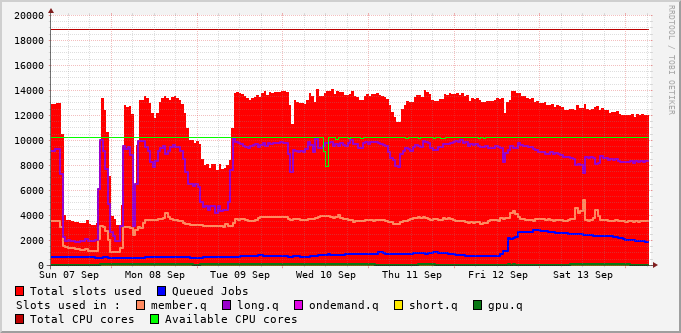 20000
18000
16000
14000
12000
10000
8000
6000
4000
2000
0
Sun 07 Sep Mon 08 Sep Tue 09 Sep Wed 10 Sep Thu 11 Sep Fri 12 Sep Sat 13 Sep
RRDTOOL / TOBI OETIKER
Total slots used Queued Jobs
Slots used in : member.q long.q ondemand.q short.q gpu.q
Total CPU cores Available CPU cores